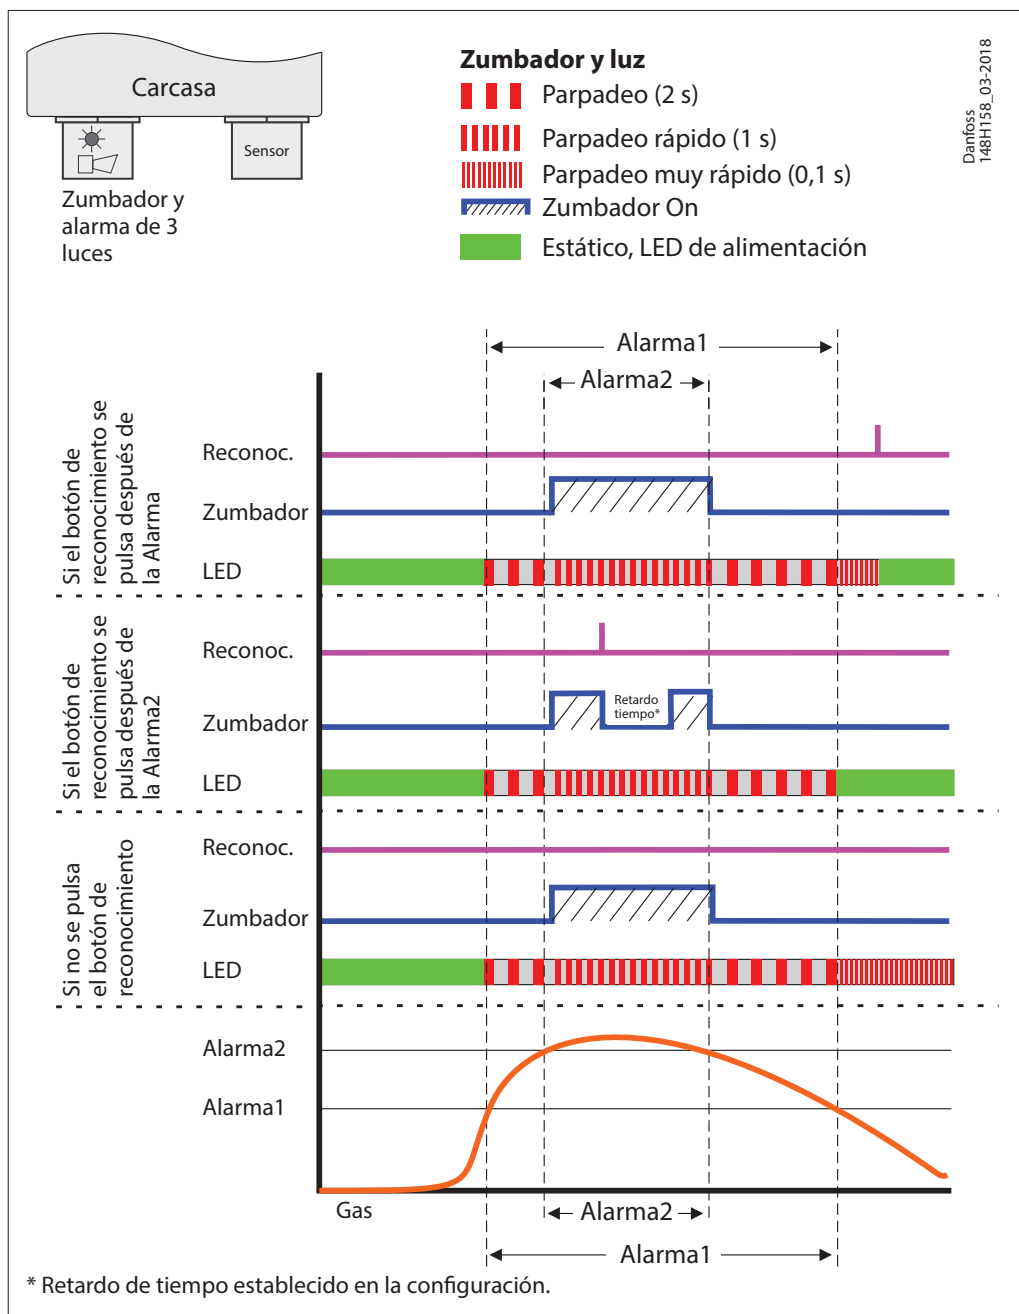 Carcasa
Sensor
Zumbador y
alarma de 3
luces
Zumbador y luz
Parpadeo (2 s)
Parpadeo rápido (1 s)
Parpadeo muy rápido (0,1 s)
Zumbador On
Estático, LED de alimentación
Danfoss
148H158_03-2018
Alarma1
Alarma2
Si el botón de
reconocimiento se
pulsa después de
la Alarma
Reconoc.
Zumbador
LED
Si el botón de
reconocimiento se
pulsa después de
la Alarma2
Reconoc.
Zumbador
Retardo
tiempo*
LED
Si no se pulsa
el botón de
reconocimiento
Reconoc.
Zumbador
LED
Alarma2
Alarma1
Gas
Alarma2
Alarma1
* Retardo de tiempo establecido en la configuración.